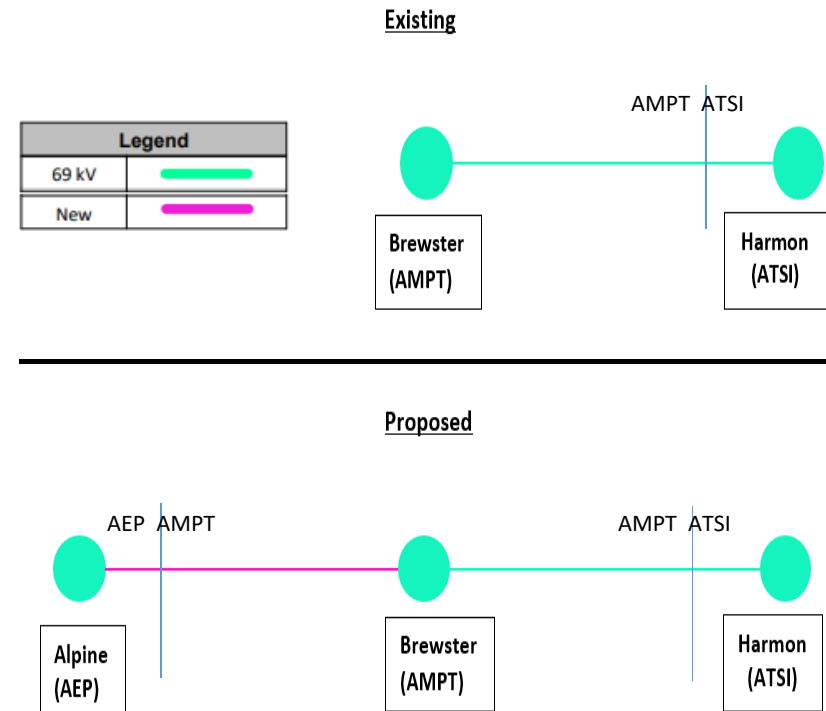 Existing
AMPT ATSI
Legend
69 kV
New
Brewster
(AMPT)
Harmon
(ATSI)
Proposed
AEP AMPT
AMPT ATSI
Alpine
(AEP)
Brewster
(AMPT)
Harmon
(ATSI)